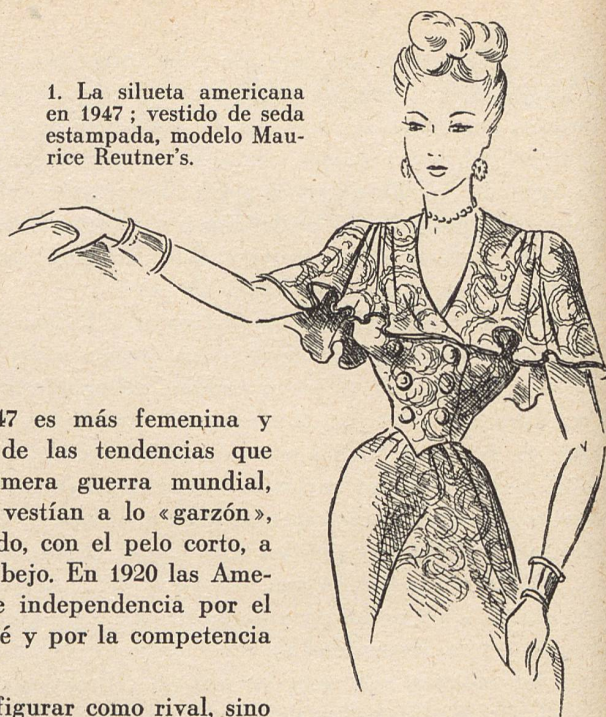 1. La silueta americana
en 1947 ; vestido de seda
estampada, modelo Mau-
rice Reutner's.
47 es más femenina y
de las tendencias que
mera guerra mundial,
vestían a lo «garzón»,
do, con el pelo corto, a
bejo. En 1920 las Ame-
e independencia por el
é y por la competencia
figurar como rival, sino